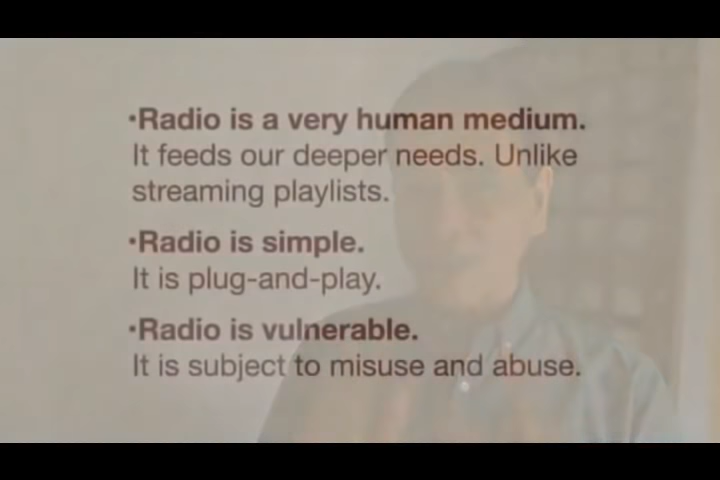 •Radio is a very human medium.
It feeds our deeper needs. Unlike
streaming playlists.
•Radio is simple.
It is plug-and-play.
•Radio is vulnerable.
It is subject to misuse and abuse.